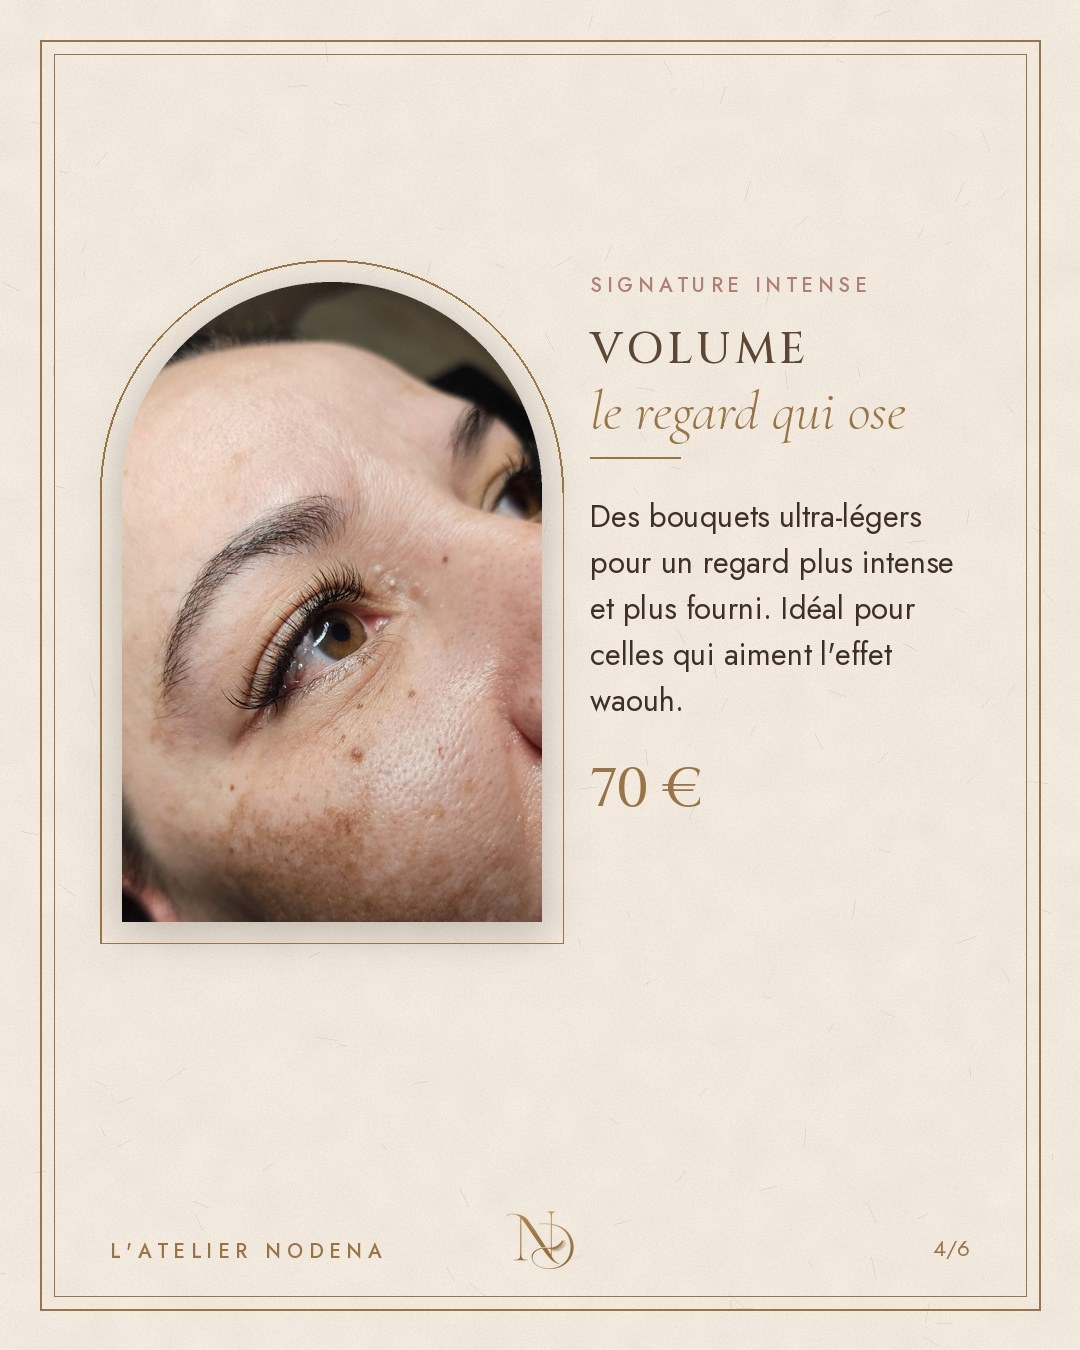 SIGNATURE INTENSE
VOLUME
le regard qui ose
Des bouquets ultra-légers
pour un regard plus intense
et plus fourni. Idéal pour
celles qui aiment l'effet
waouh.
70 €
L'ATELIER NODENA
ND
4/6